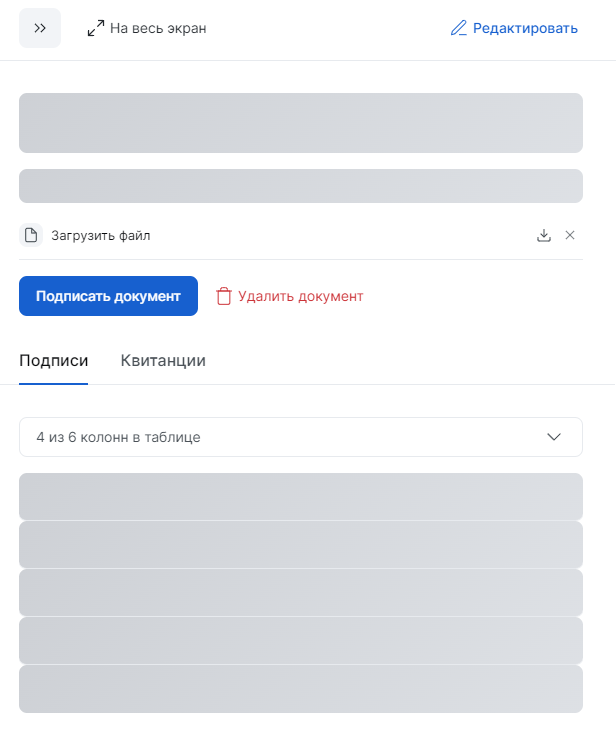 На весь экран
Редактировать
Загрузить файл
Подписать документ
Удалить документ
Подписи
Квитанции
4 из 6 колонн в таблице